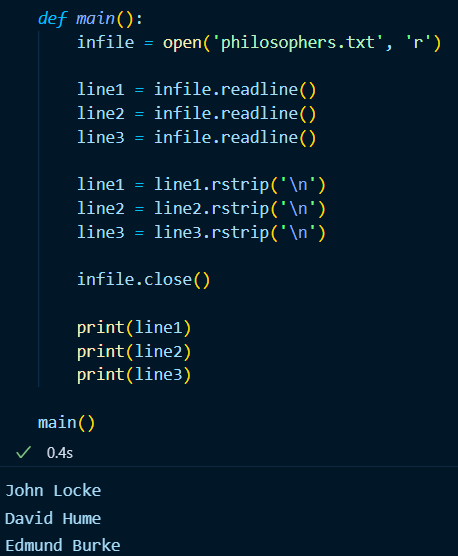 def main():
    infile = open('philosophers.txt', 'r')
    line1 = infile.readline()
    line2 = infile.readline()
    line3 = infile.readline()
    line1 = line1.rstrip('\n')
    line2 = line2.rstrip('\n')
    line3 = line3.rstrip('\n')
    infile.close()
    print(line1)
    print(line2)
    print(line3)
main()
0.4s
John Locke
David Hume
Edmund Burke